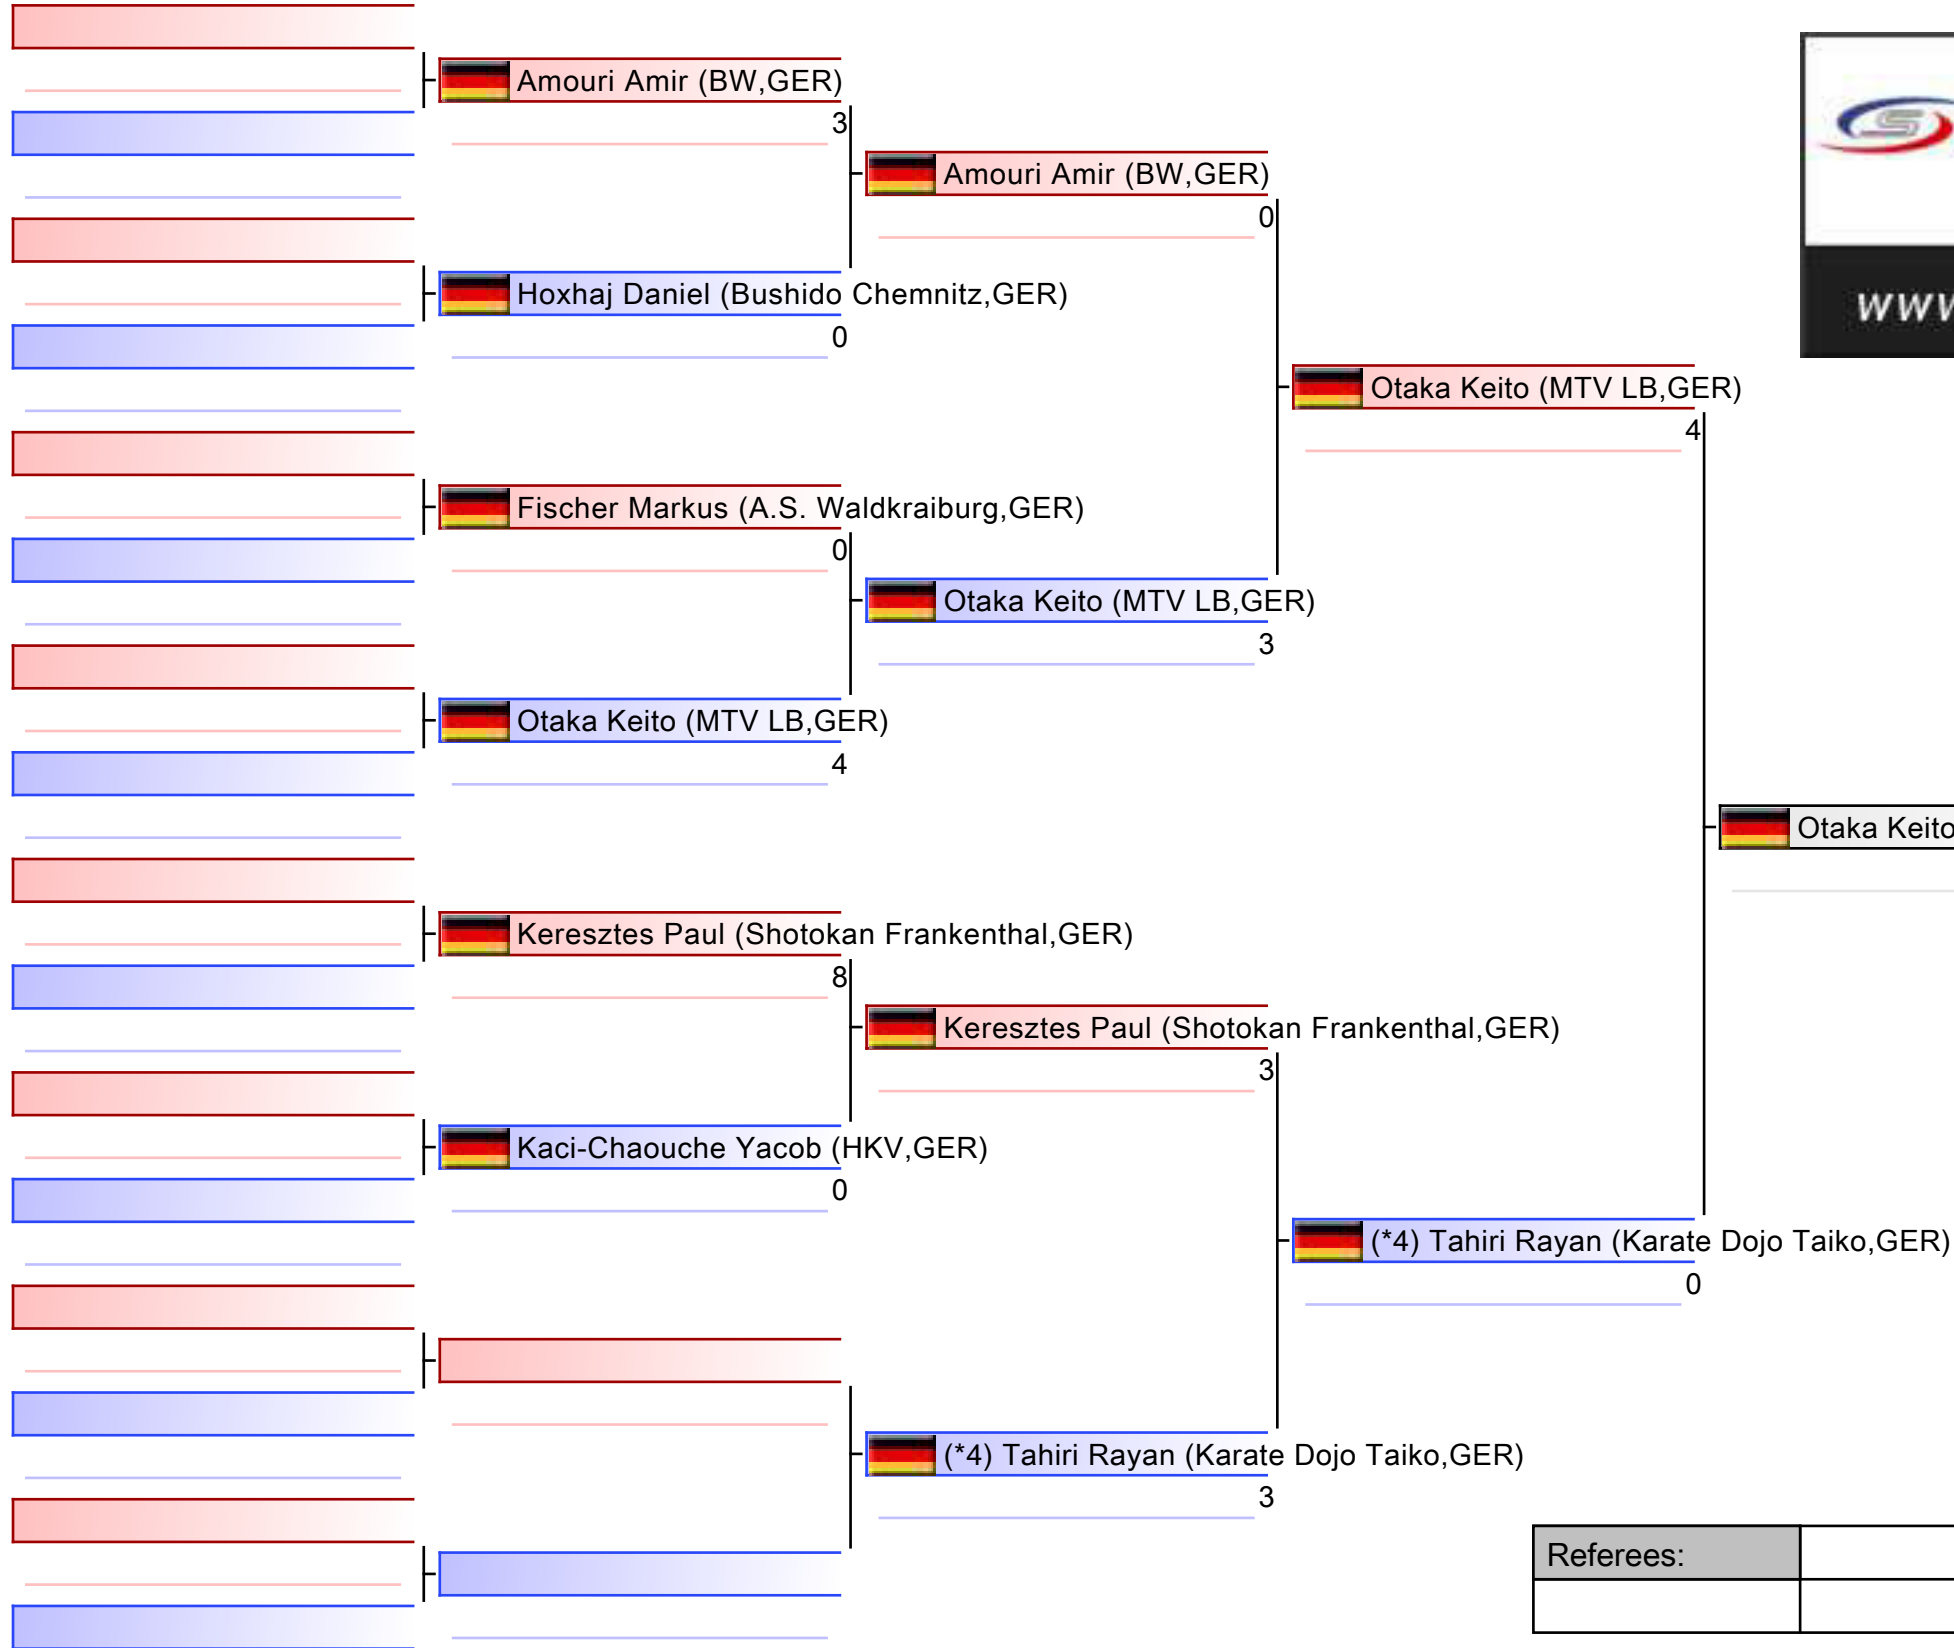 Amouri Amir (BW,GER)
3
Amouri Amir (BW,GER)
0
Hoxhaj Daniel (Bushido Chemnitz,GER)
0
www
Otaka Keito (MTV LB,GER)
4
Fischer Markus (A.S. Waldkraiburg,GER)
0
Otaka Keito (MTV LB,GER)
3
Otaka Keito (MTV LB,GER)
4
Otaka Keito
Keresztes Paul (Shotokan Frankenthal,GER)
8
Keresztes Paul (Shotokan Frankenthal,GER)
3
Kaci-Chaouche Yacob (HKV,GER)
0
(*4) Tahiri Rayan (Karate Dojo Taiko,GER)
0
(*4) Tahiri Rayan (Karate Dojo Taiko,GER)
3
Referees: